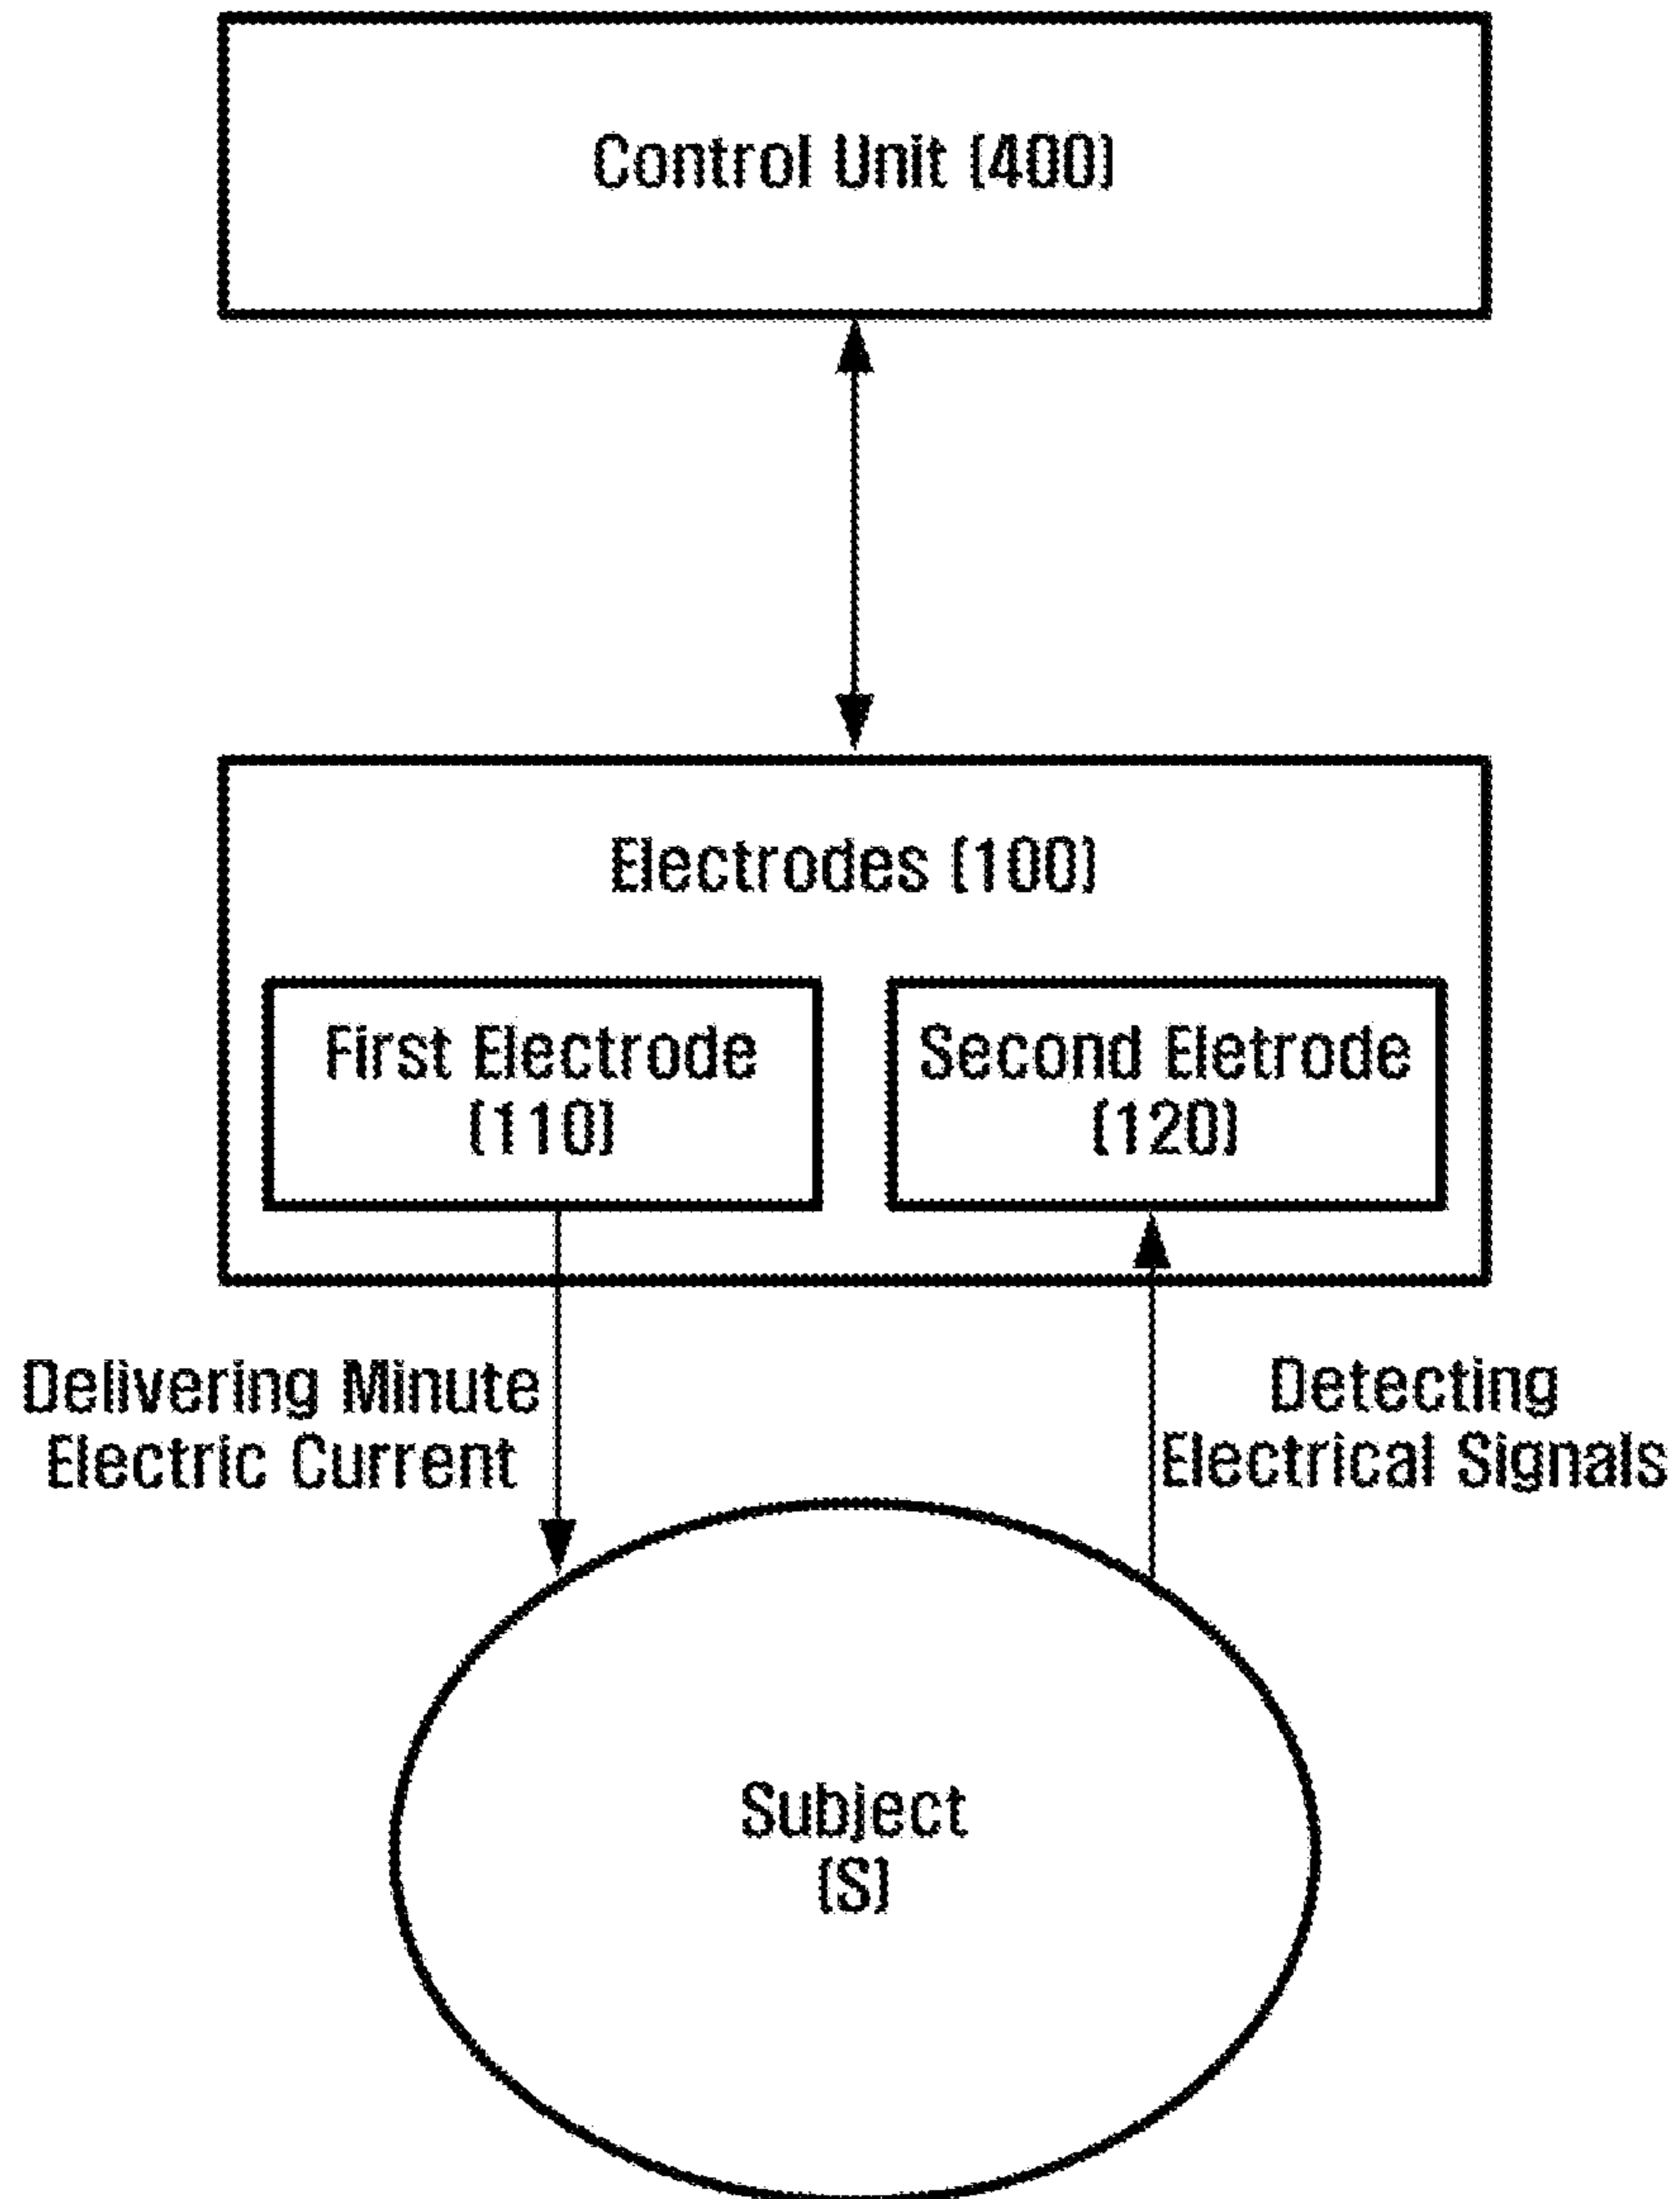 Control Unit (400)
Electrodes (100)
First Electrode
(110)
Second Eletrode
(120)
Delivering Minute
Electric Current
Detecting
Electrical Signals
Subject
(S)